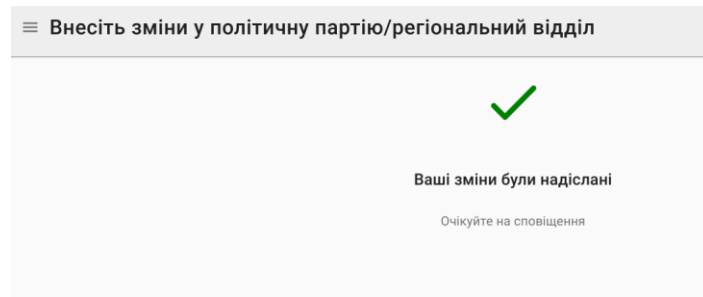 Внесіть зміни у політичну партію/регіональний відділ
Ваші зміни були надіслані
Очікуйте на сповіщення